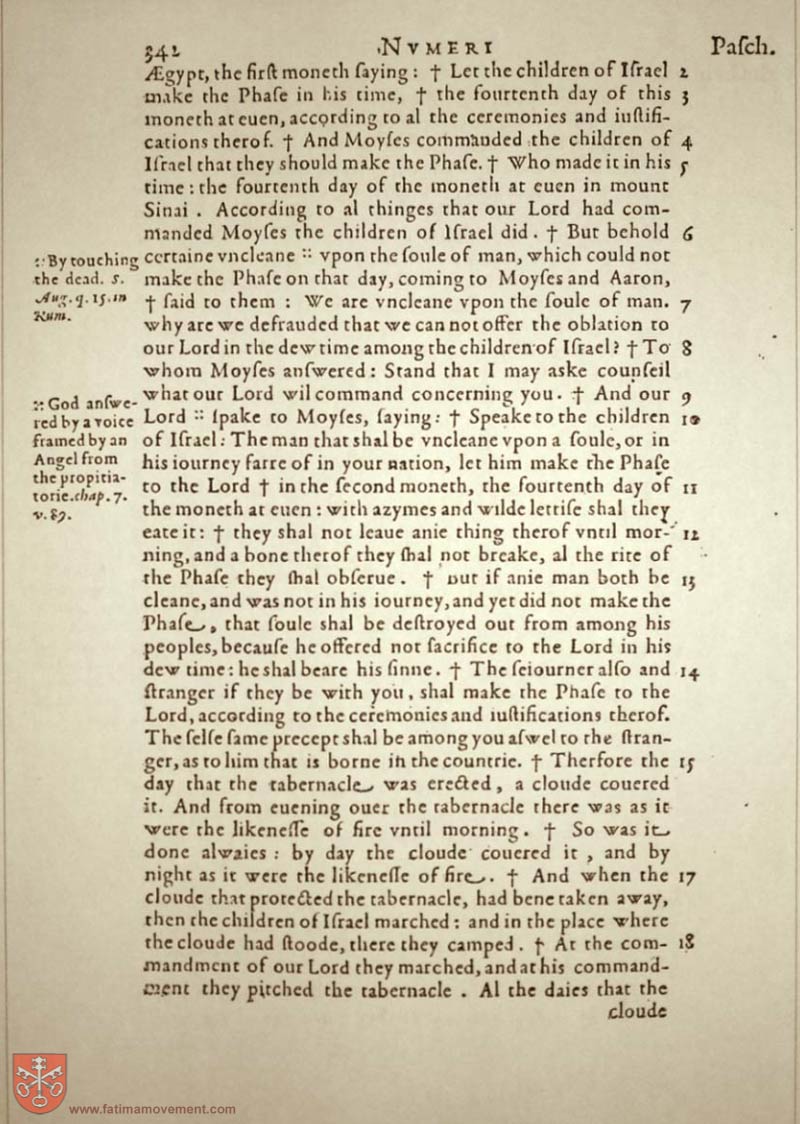 342 NVMERI Paſch.
Ægypt, the firſt moneth ſaying: † Let the children of Iſrael 2
make the Phaſe in his time, † the fourtenth day of this 3
moneth at euen, according to al the ceremonies and iuſtifi-
cations therof. † And Moyſes commanded the children of 4
Iſrael that they should make the Phaſe. † Who made it in his 5
time: the fourtenth day of the moneth at euen in mount
Sinai. According to al thinges that our Lord had com-
manded Moyſes the children of Iſrael did. † But behold 6
certaine vncleane :: vpon the ſoule of man, which could not
make the Phaſe on that day, coming to Moyſes and Aaron,
† ſaid to them: We are vncleane vpon the ſoule of man. 7
why are we defrauded that we can not offer the oblation to
our Lord in the dew time among the children of Iſrael? † To 8
whom Moyſes anſwered: Stand that I may aske counſeil
what our Lord wil command concerning you. † And our 9
Lord :: ſpake to Moyſes, ſaying: † Speake to the children 10
of Iſrael: The man that shal be vncleane vpon a ſoule, or in
his iourney farre of in your nation, let him make the Phaſe
to the Lord † in the ſecond moneth, the fourtenth day of 11
the moneth at euen: with azymes and wilde lettiſe shal they
eate it: † they shal not leaue anie thing therof vntil mor- 12
ning, and a bone therof they ſhal not breake, al the rite of
the Phaſe they ſhal obſerue. † But if anie man both be 13
cleane, and was not in his iourney, and yet did not make the
Phaſe, that ſoule shal be deſtroyed out from among his
peoples, becauſe he offered not ſacrifice to the Lord in his
dew time: he shal beare his ſinne. † The ſeiourner alſo and 14
ſtranger if they be with you, shal make the Phaſe to the
Lord, according to the ceremonies and iuſtifications therof.
The ſelfe ſame precept shal be among you aſwel to the ſtran-
ger, as to him that is borne in the countrie. † Therfore the 15
day that the tabernacle was erected, a cloude couered
it. And from euening ouer the tabernacle there was as it
were the likeneſſe of fire vntil morning. † So was it
done alwaies: by day the cloude couered it, and by
night as it were the likeneſſe of fire. † And when the 17
cloude that protected the tabernacle, had bene taken away,
then the children of Iſrael marched: and in the place where
the cloude had ſtoode, there they camped. † At the com- 18
mandment of our Lord they marched, and at his command-
ment they pitched the tabernacle. Al the daies that the
cloude
:: By touching
the dead. S.
Aug. q. 15. in
Num.
:: God anſwe-
red by a voice
framed by an
Angel from
the propitia-
torie. chap. 7.
v. 89.
www.fatimamovement.com